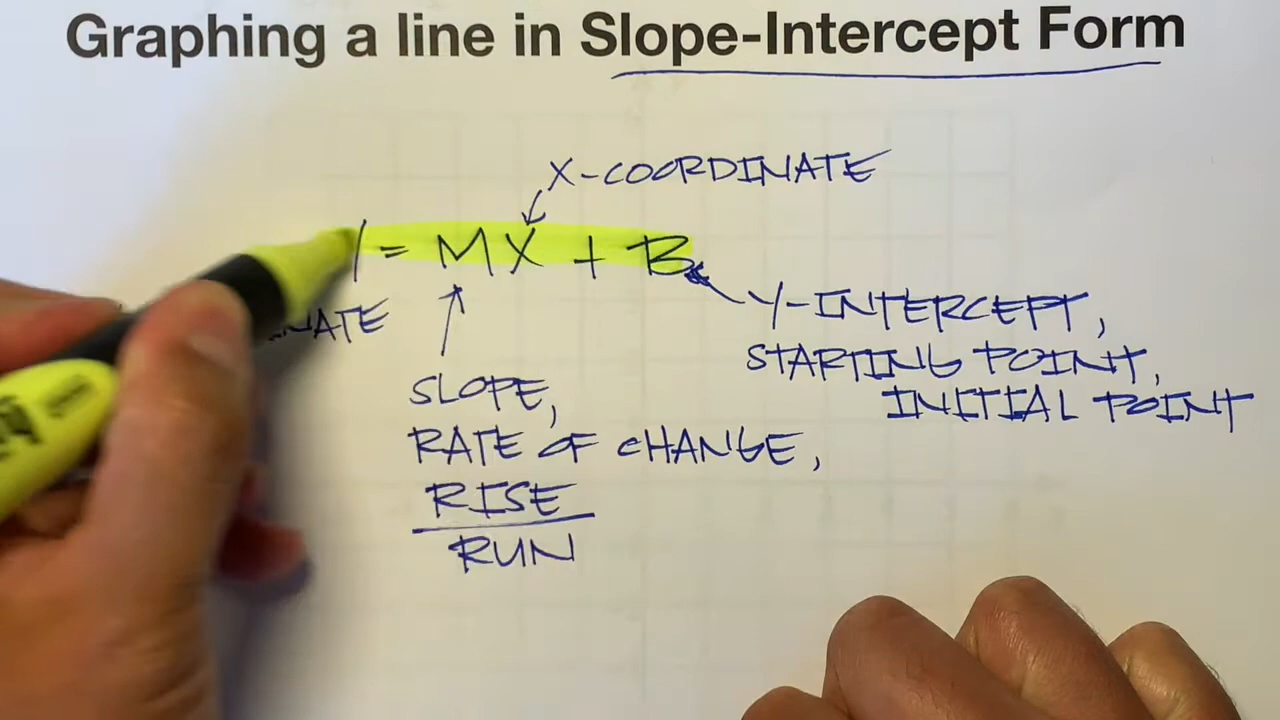 Graphing a line in Slope-Intercept Form
X-COORDINATE
= MX + B
Y-INTERCEPT,
STARTING POINT,
INITIAL POINT
SLOPE,
RATE OF CHANGE,
RISE
RUN